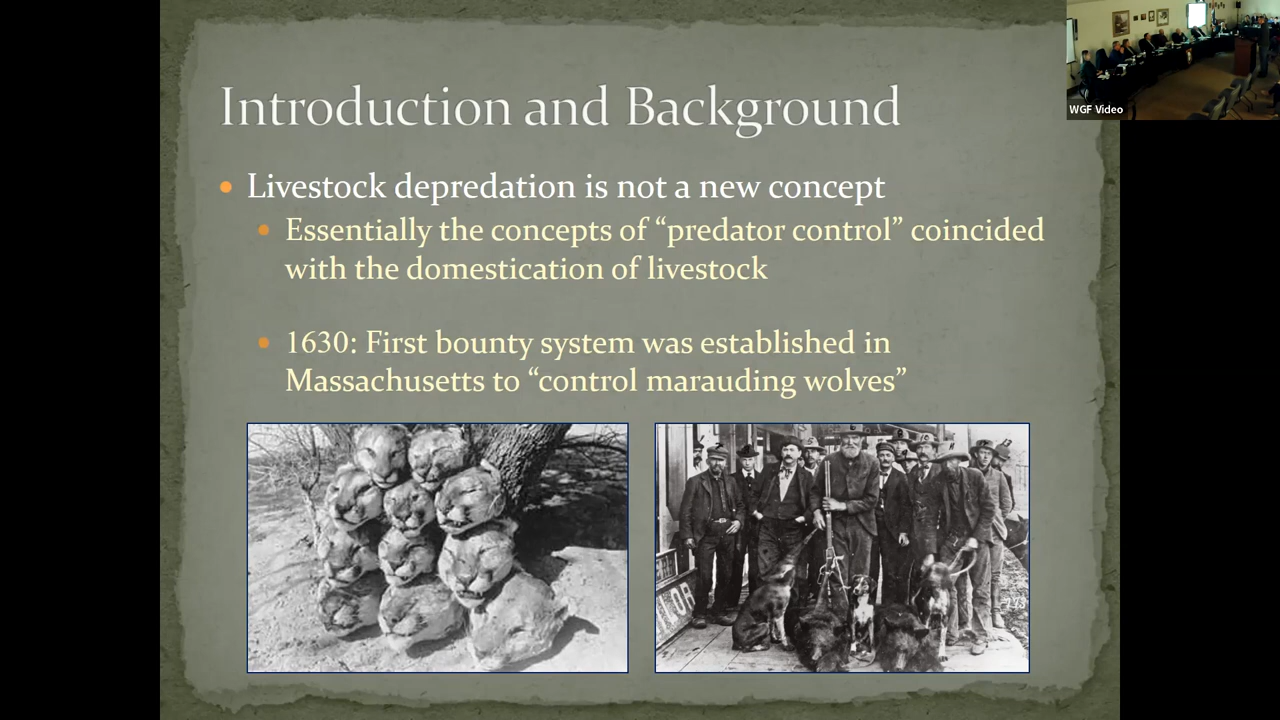 WGF Video
Introduction and Background
Livestock depredation is not a new concept
Essentially the concepts of “predator control” coincided
with the domestication of livestock
1630: First bounty system was established in
Massachusetts to “control marauding wolves”